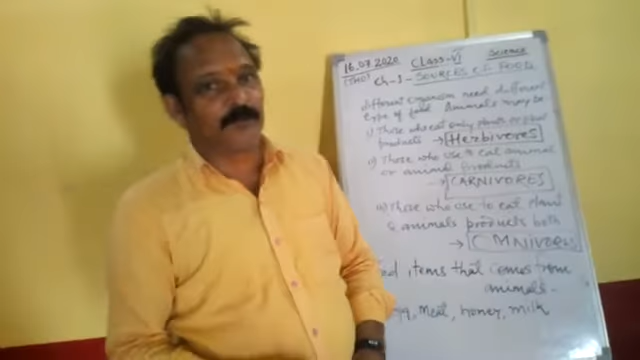 16.07.2020 CLASS-VI SCIENCE
(THU) Ch-1- SOURCES OF FOOD
different organism need different
type of food. Animals may be
i) Those who eat only plants or plant
products → Herbivores
ii) Those who use to eat animal
or animal products
→ CARNIVORES
iii) Those who use to eat plant
& animals products both
→ OMNIVORES
items that comes from
animals -
Meat, honey, milk